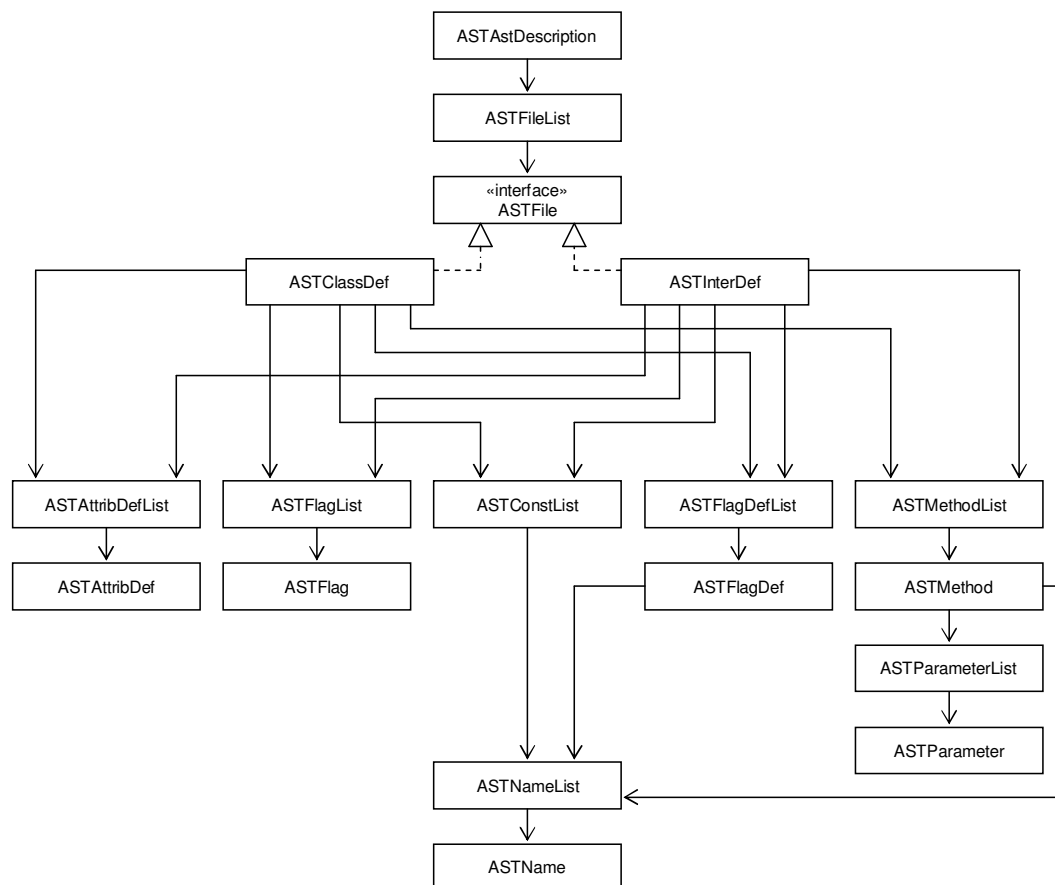 ASTAstDescription
ASTFileList
«interface»
ASTFile
ASTClassDef
ASTInterDef
ASTAttribDefList
ASTFlagList
ASTConstList
ASTFlagDefList
ASTMethodList
ASTAttribDef
ASTFlag
ASTFlagDef
ASTMethod
ASTParameterList
ASTParameter
ASTNameList
ASTName